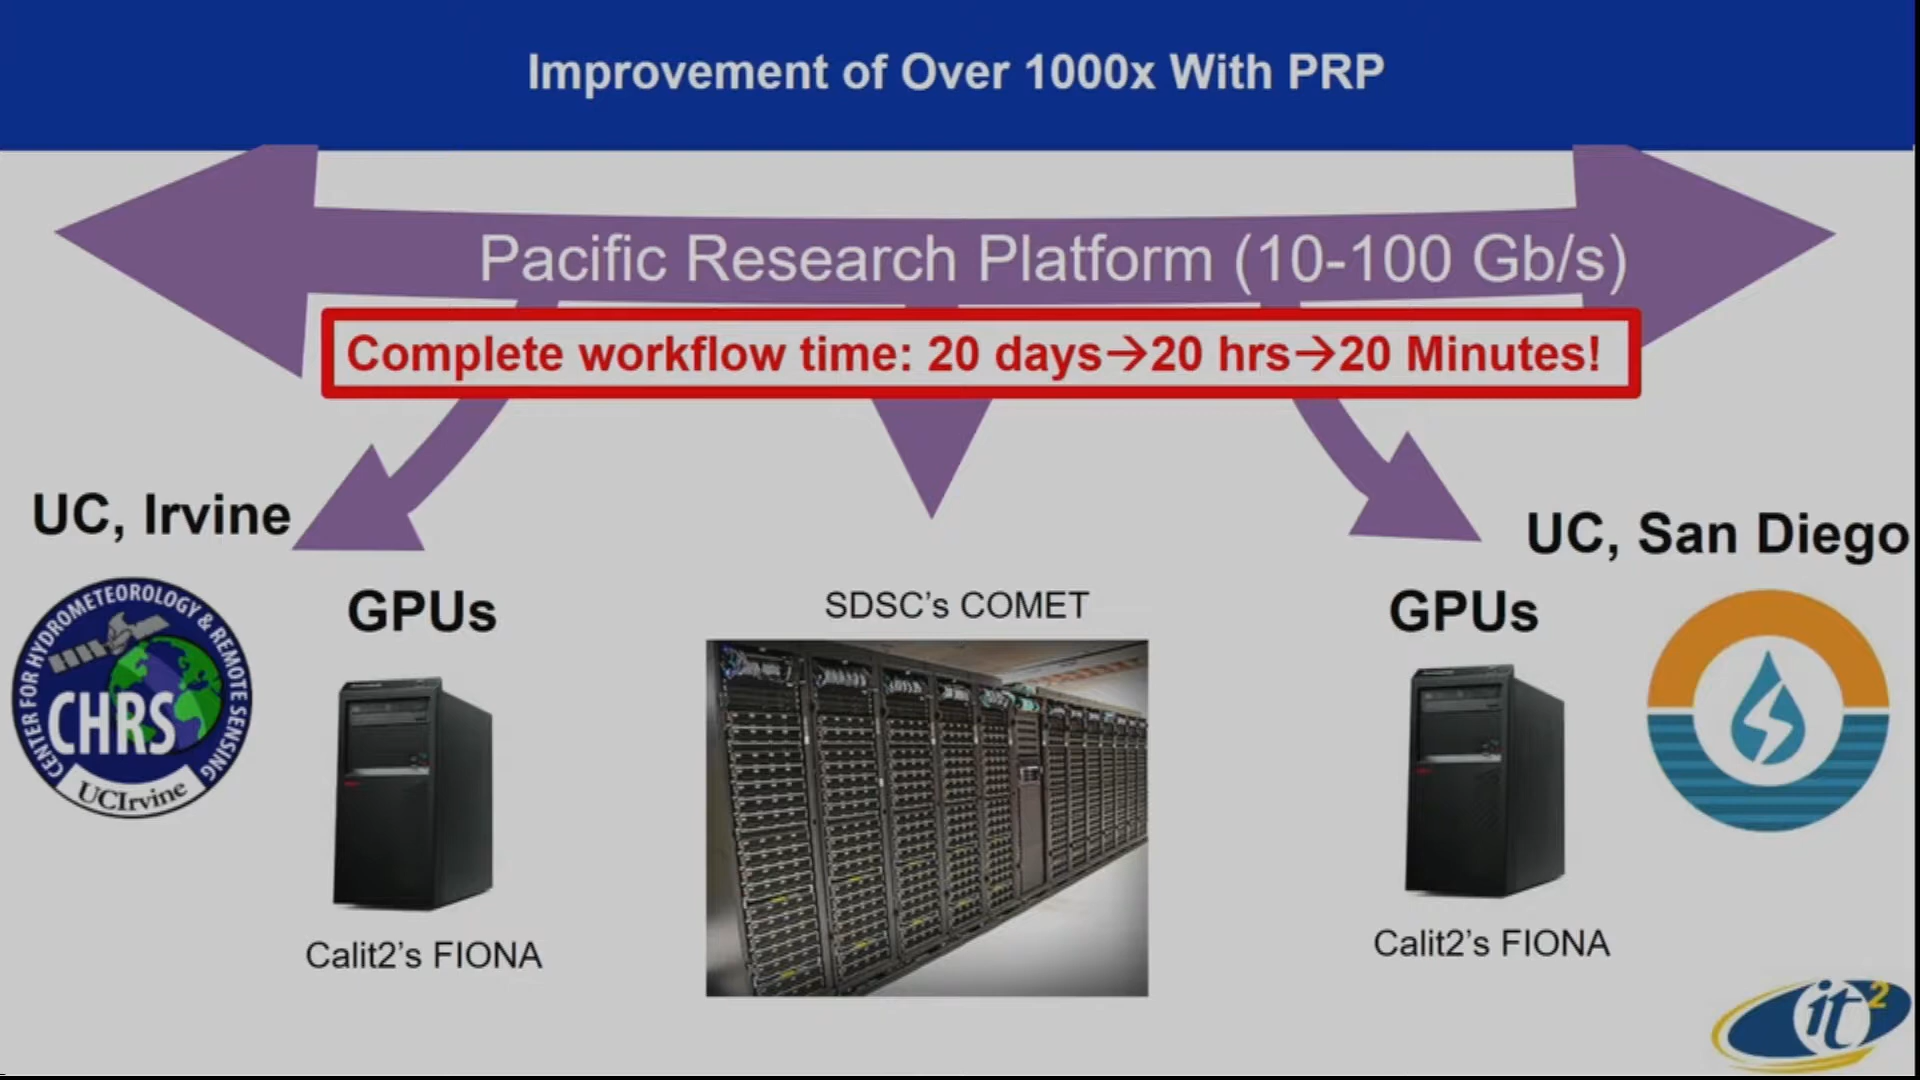 Improvement of Over 1000x With PRP
Pacific Research Platform (10-100 Gb/s)
Complete workflow time: 20 days→20 hrs→20 Minutes!
UC, Irvine
UC, San Diego
GPUs
SDSC's COMET
GPUs
CENTER FOR HYDROMETEOROLOGY & REMOTE SENSING
CHRS
UCIrvine
Calit2's FIONA
Calit2's FIONA
it2